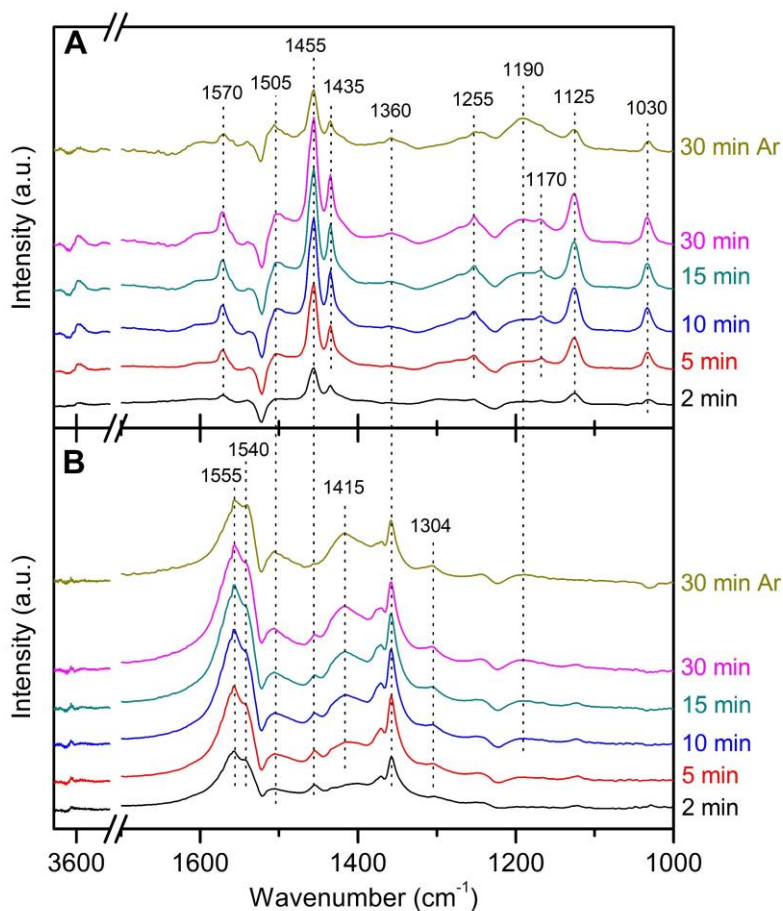 A
1455
1190
1570
1505
1435
1360
1255
1125
1030
30 min Ar
1170
30 min
15 min
10 min
5 min
2 min
Intensity (a.u.)
B
1540
1555
1415
1304
30 min Ar
30 min
15 min
10 min
5 min
2 min
Intensity (a.u.)
3600
1600
1400
1200
1000
Wavenumber (cm⁻¹)